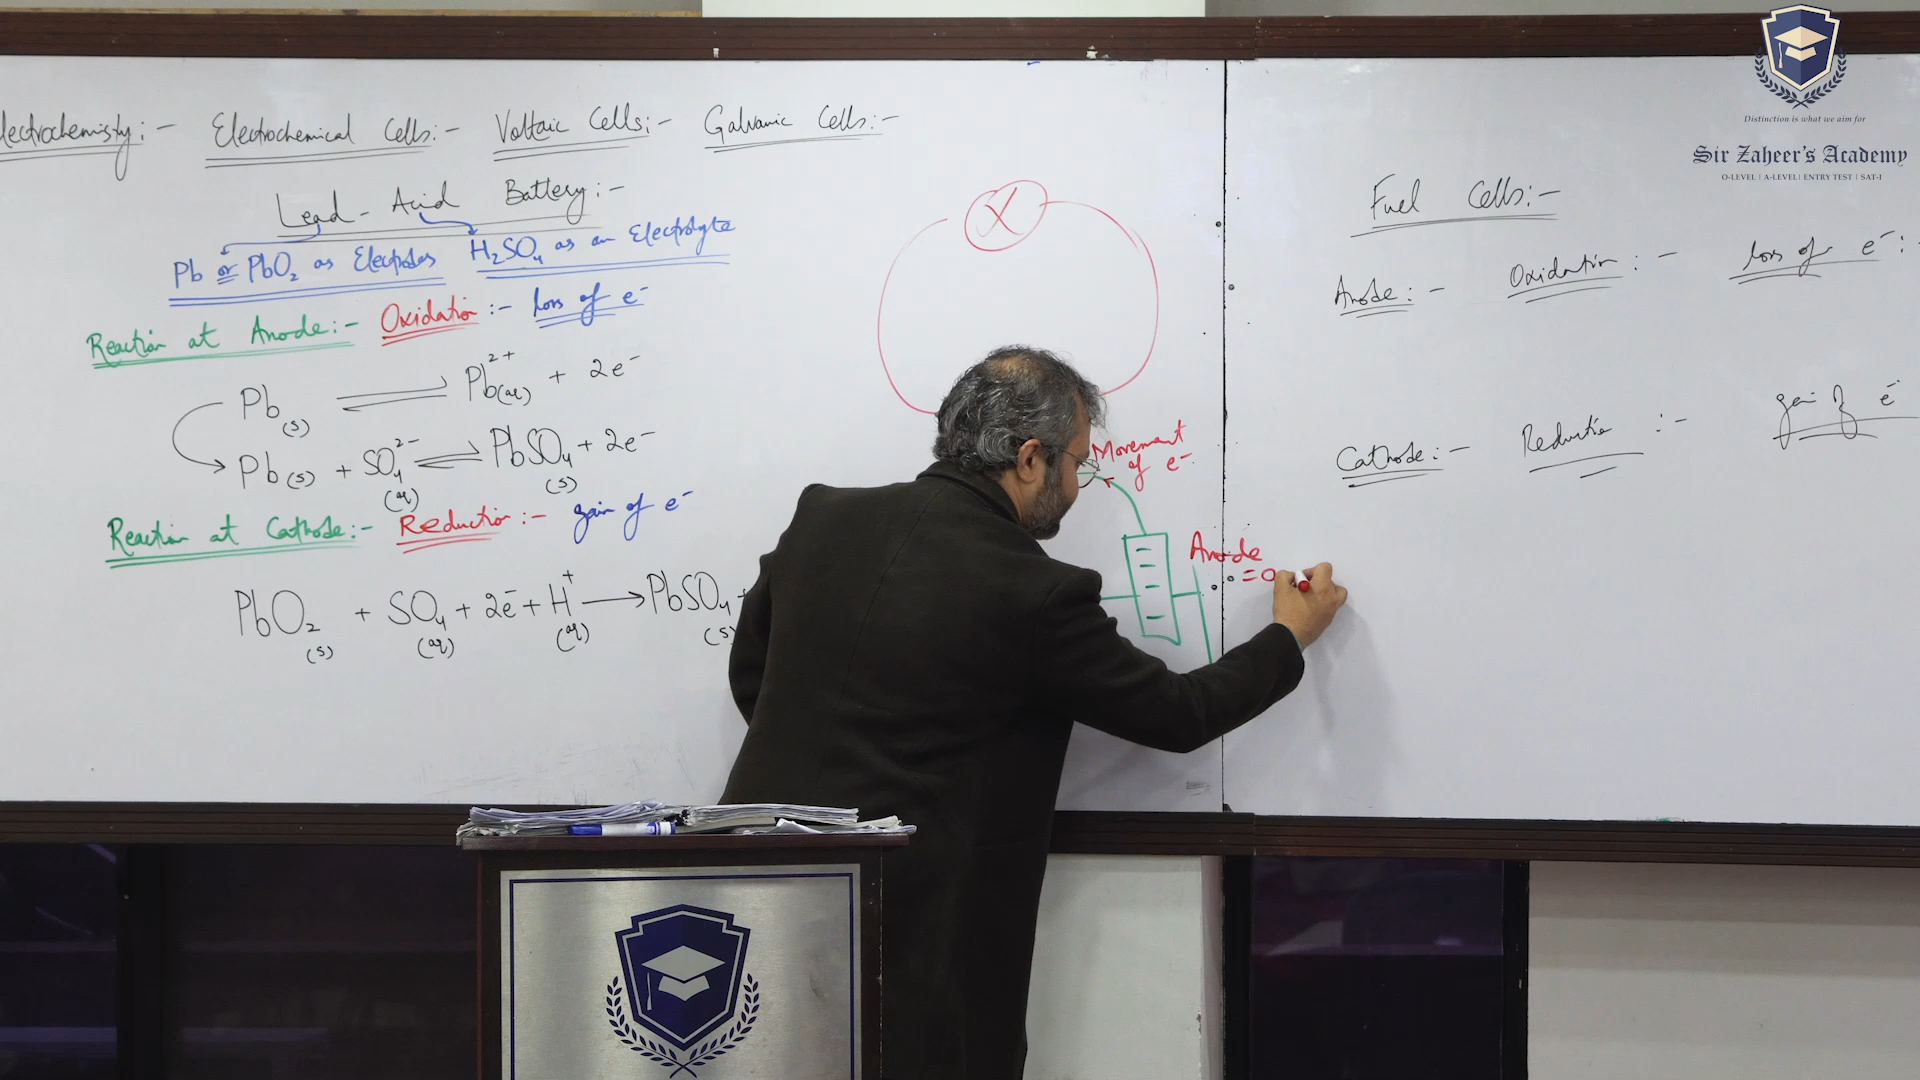 lectrochemisty:- Electrochemical Cells:- Voltaic Cells:- Galvanic Cells:-
Lead - Acid Battery:-
Pb or PbO₂ as Electrodes H₂SO₄ as an Electrolyte
Reaction at Anode:- Oxidation:- loss of e⁻
Pb(s) ⇌ Pb²⁺(aq) + 2e⁻
Pb(s) + SO₄²⁻(aq) ⇌ PbSO₄(s) + 2e⁻
Reaction at Cathode:- Reduction:- gain of e⁻
PbO₂(s) + SO₄(aq) + 2e⁻ + H⁺(aq) → PbSO₄(s) +
X
Movement
of e⁻
Anode
= o
Fuel Cells:-
Anode:- Oxidation:- loss of e⁻:
Cathode:- Reductio :- gain of e⁻
Distinction is what we aim for
Sir Zaheer's Academy
O-LEVEL | A-LEVEL | ENTRY TEST | SAT-I